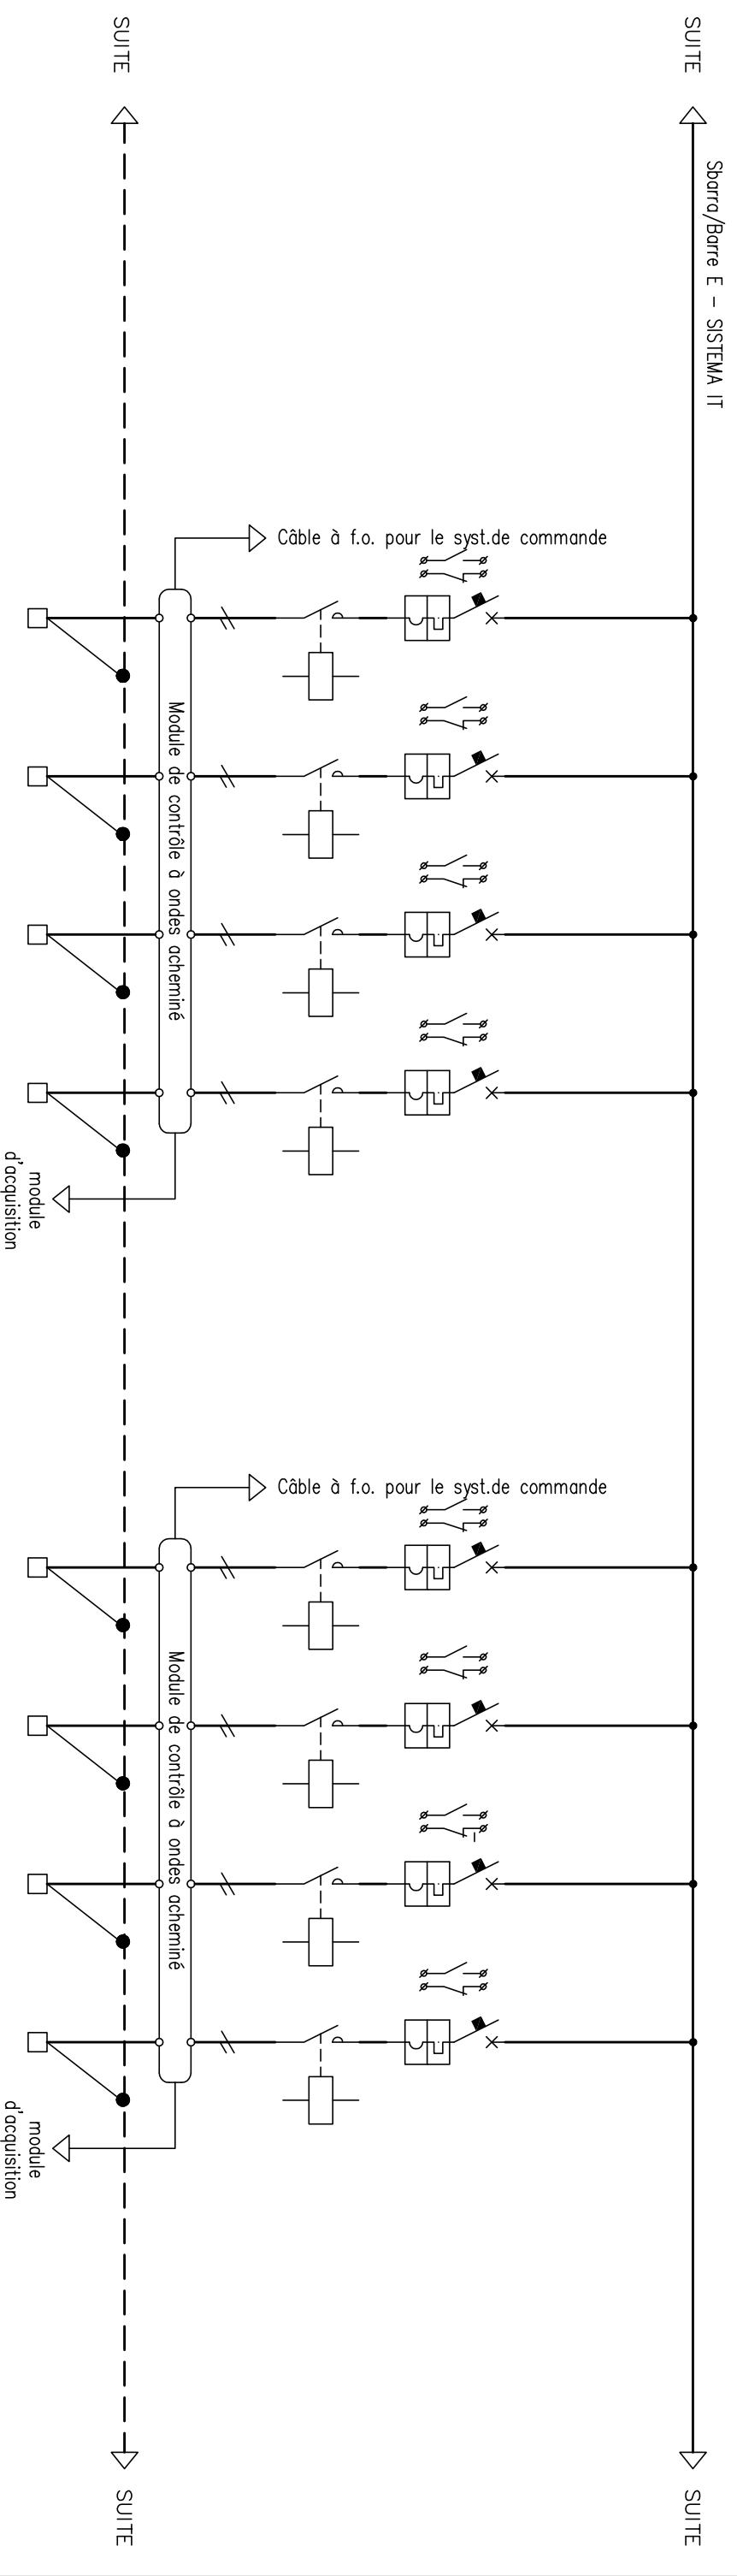 SUITE
SUITE
Sbarra/Barre E - SISTEMA IT
Câble à f.o. pour le syst.de commande
Module de contrôle à ondes acheminé
module
d'acquisition
Câble à f.o. pour le syst.de commande
Module de contrôle à ondes acheminé
module
d'acquisition
SUITE
SUITE